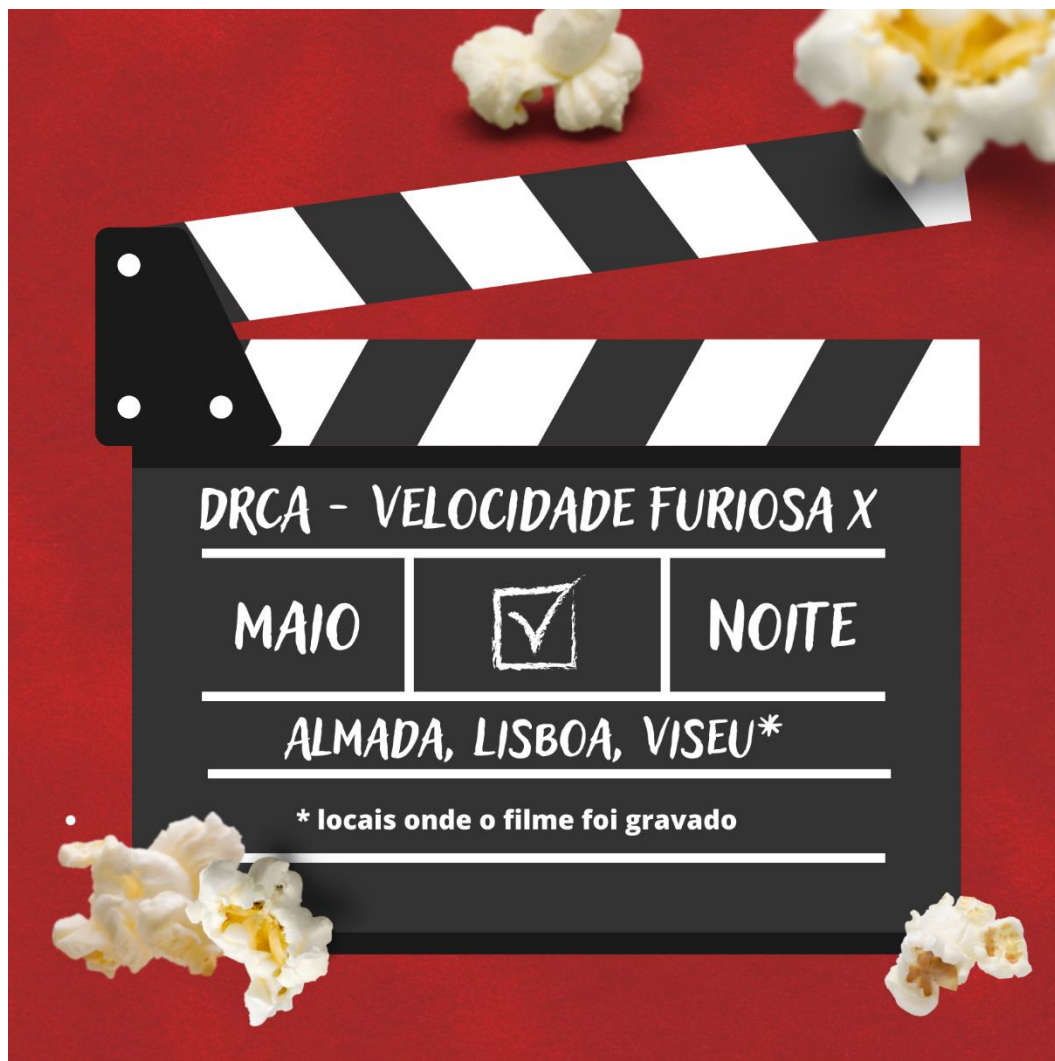 DRCA - VELOCIDADE FURIOSA X
MAIO
NOITE
ALMADA, LISBOA, VISEU*
* locais onde o filme foi gravado